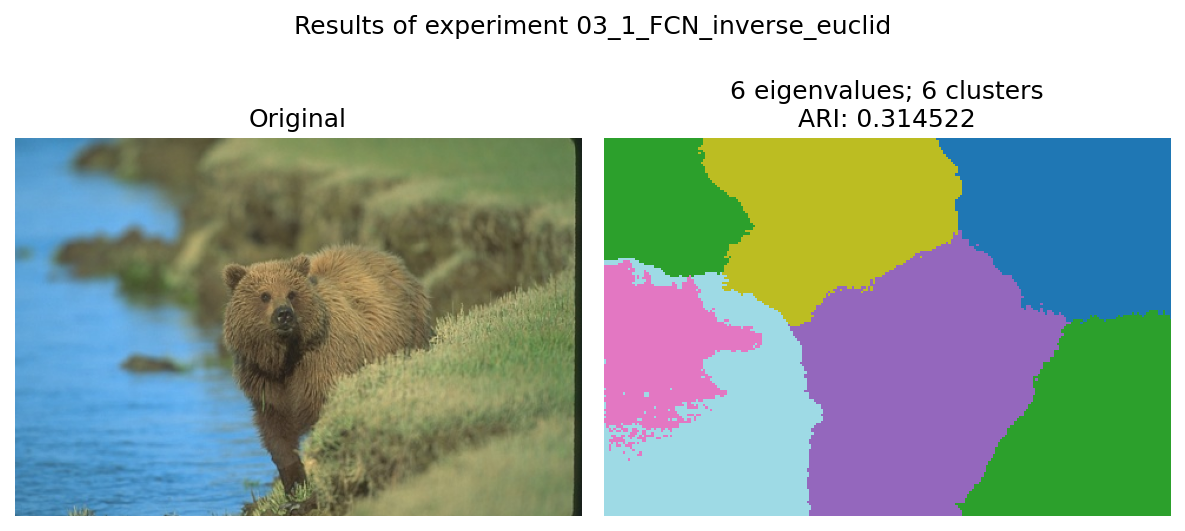 Results of experiment 03_1_FCN_inverse_euclid
Original
6 eigenvalues; 6 clusters
ARI: 0.314522